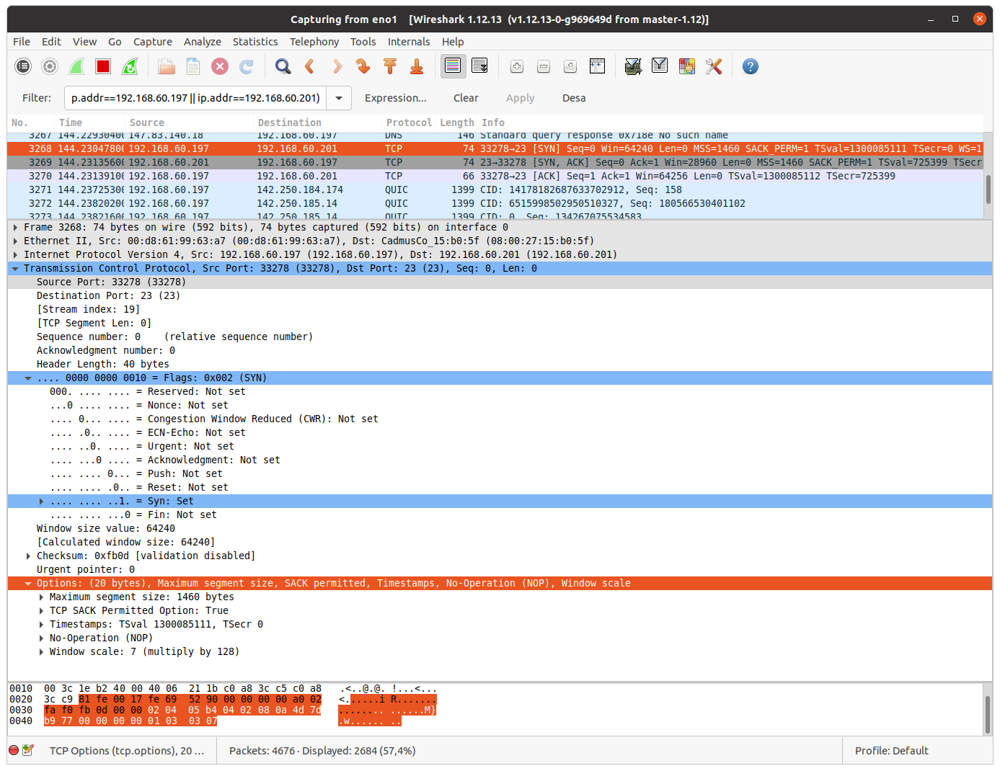 Capturing from eno1 [Wireshark 1.12.13 (v1.12.13-0-g969649d from master-1.12)]
File Edit View Go Capture Analyze Statistics Telephony Tools Internals Help
Filter: p.addr==192.168.60.197 || ip.addr==192.168.60.201) Expression... Clear Apply Desa
No. Time Source Destination Protocol Length Info
3267 144.22930400 147.83.140.18 192.168.60.197 DNS 146 Standard query response 0x718e No such name
3268 144.23047800 192.168.60.197 192.168.60.201 TCP 74 33278→23 [SYN] Seq=0 Win=64240 Len=0 MSS=1460 SACK_PERM=1 TSval=1300085111 TSecr=0 WS=1
3269 144.23135600 192.168.60.201 192.168.60.197 TCP 74 23→33278 [SYN, ACK] Seq=0 Ack=1 Win=28960 Len=0 MSS=1460 SACK_PERM=1 TSval=725399 TSecr
3270 144.23139100 192.168.60.197 192.168.60.201 TCP 66 33278→23 [ACK] Seq=1 Ack=1 Win=64256 Len=0 TSval=1300085112 TSecr=725399
3271 144.23725300 192.168.60.197 142.250.184.174 QUIC 1399 CID: 14178182687633702912, Seq: 158
3272 144.23820200 192.168.60.197 142.250.185.14 QUIC 1399 CID: 6515998502950510327, Seq: 180566530401102
3273 144.23821600 192.168.60.197 142.250.185.14 QUIC 1399 CID: 0, Seq: 134267075534583
Frame 3268: 74 bytes on wire (592 bits), 74 bytes captured (592 bits) on interface 0
Ethernet II, Src: 00:d8:61:99:63:a7 (00:d8:61:99:63:a7), Dst: CadmusCo_15:b0:5f (08:00:27:15:b0:5f)
Internet Protocol Version 4, Src: 192.168.60.197 (192.168.60.197), Dst: 192.168.60.201 (192.168.60.201)
Transmission Control Protocol, Src Port: 33278 (33278), Dst Port: 23 (23), Seq: 0, Len: 0
Source Port: 33278 (33278)
Destination Port: 23 (23)
[Stream index: 19]
[TCP Segment Len: 0]
Sequence number: 0 (relative sequence number)
Acknowledgment number: 0
Header Length: 40 bytes
.... 0000 0000 0010 = Flags: 0x002 (SYN)
000. .... .... = Reserved: Not set
...0 .... .... = Nonce: Not set
.... 0... .... = Congestion Window Reduced (CWR): Not set
.... .0.. .... = ECN-Echo: Not set
.... ..0. .... = Urgent: Not set
.... ...0 .... = Acknowledgment: Not set
.... .... 0... = Push: Not set
.... .... .0.. = Reset: Not set
.... .... ..1. = Syn: Set
.... .... ...0 = Fin: Not set
Window size value: 64240
[Calculated window size: 64240]
Checksum: 0xfb0d [validation disabled]
Urgent pointer: 0
Options: (20 bytes), Maximum segment size, SACK permitted, Timestamps, No-Operation (NOP), Window scale
Maximum segment size: 1460 bytes
TCP SACK Permitted Option: True
Timestamps: TSval 1300085111, TSecr 0
No-Operation (NOP)
Window scale: 7 (multiply by 128)
0010 00 3c 1e b2 40 00 40 06 21 1b c0 a8 3c c5 c0 a8 .<..@.@. !...<...
0020 3c c9 81 fe 00 17 fe 69 52 90 00 00 00 00 a0 02 <......i R.......
0030 fa f0 fb 0d 00 00 02 04 05 b4 04 02 08 0a 4d 7d ........ ......M}
0040 b9 77 00 00 00 00 01 03 03 07 .w...... ..
TCP Options (tcp.options), 20 ... Packets: 4676 · Displayed: 2684 (57,4%) Profile: Default